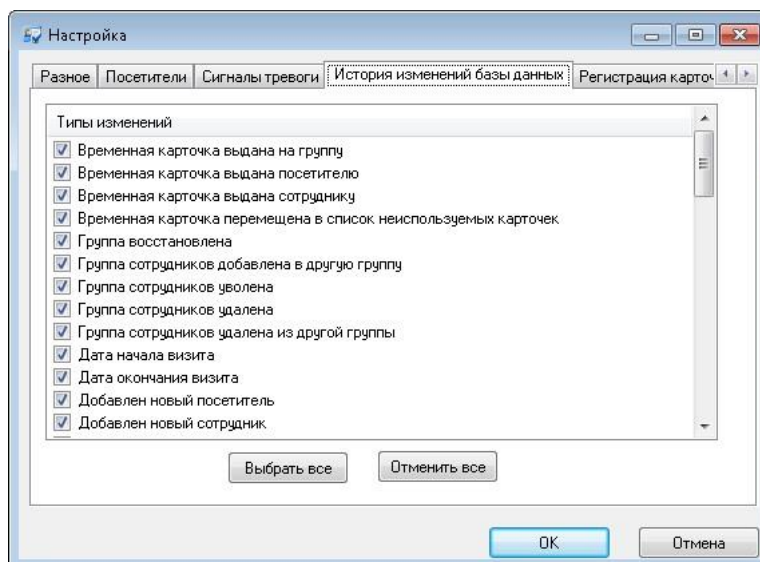 Настройка
Разное Посетители Сигналы тревоги История изменений базы данных Регистрация карточ
Типы изменений
Временная карточка выдана на группу
Временная карточка выдана посетителю
Временная карточка выдана сотруднику
Временная карточка перемещена в список неиспользуемых карточек
Группа восстановлена
Группа сотрудников добавлена в другую группу
Группа сотрудников уволена
Группа сотрудников удалена
Группа сотрудников удалена из другой группы
Дата начала визита
Дата окончания визита
Добавлен новый посетитель
Добавлен новый сотрудник
Выбрать все Отменить все
OK Отмена